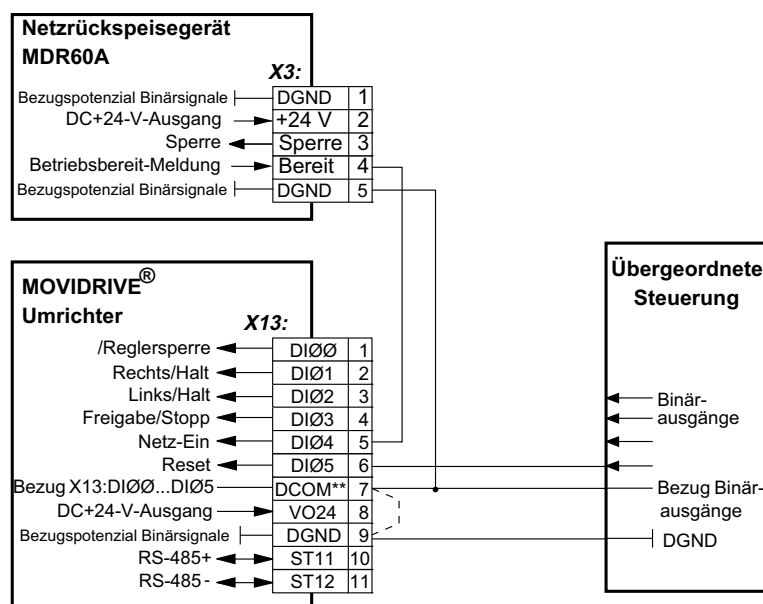 Netzrückspeisegerät
MDR60A
X3:
Bezugspotenzial Binärsignale DGND 1
DC+24-V-Ausgang +24 V 2
Sperre Sperre 3
Betriebsbereit-Meldung Bereit 4
Bezugspotenzial Binärsignale DGND 5
MOVIDRIVE®
Umrichter
X13:
/Reglersperre DIØØ 1
Rechts/Halt DIØ1 2
Links/Halt DIØ2 3
Freigabe/Stopp DIØ3 4
Netz-Ein DIØ4 5
Reset DIØ5 6
Bezug X13:DIØØ...DIØ5 DCOM** 7
DC+24-V-Ausgang VO24 8
Bezugspotenzial Binärsignale DGND 9
RS-485+ ST11 10
RS-485- ST12 11
Übergeordnete
Steuerung
Binär-
ausgänge
Bezug Binär-
ausgänge
DGND